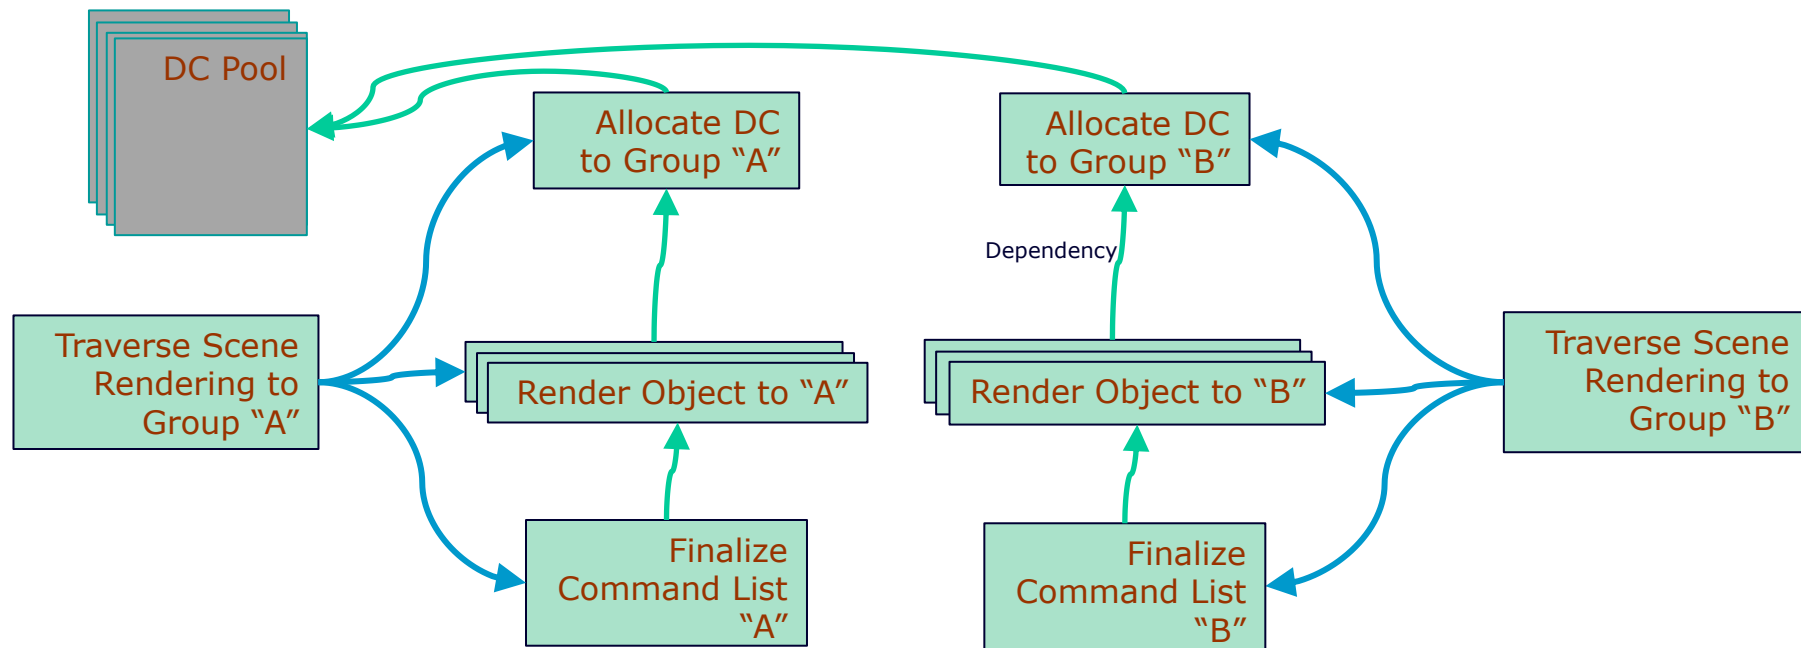 DC Pool
Allocate DC
to Group “A”
Allocate DC
to Group “B”
Dependency
Traverse Scene
Rendering to
Group “A”
Render Object to “A”
Render Object to “B”
Traverse Scene
Rendering to
Group “B”
Finalize
Command List
“A”
Finalize
Command List
“B”